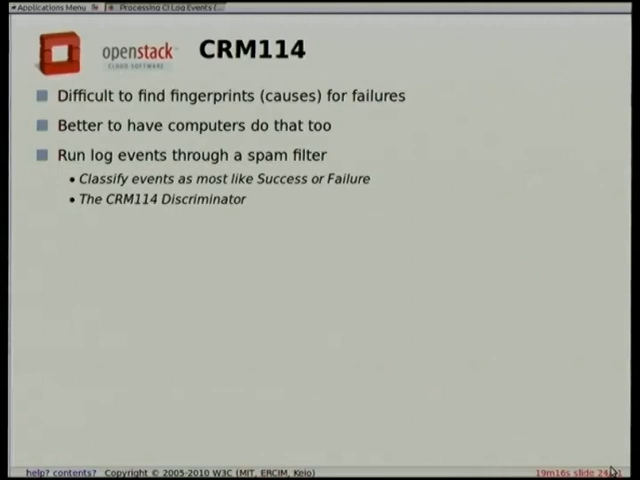 Applications Menu
Processing CI Log Events (...
openstack
CLOUD SOFTWARE
CRM114
Difficult to find fingerprints (causes) for failures
Better to have computers do that too
Run log events through a spam filter
• Classify events as most like Success or Failure
• The CRM114 Discriminator
help? contents? Copyright © 2005-2010 W3C (MIT, ERCIM, Keio)
19m16s slide